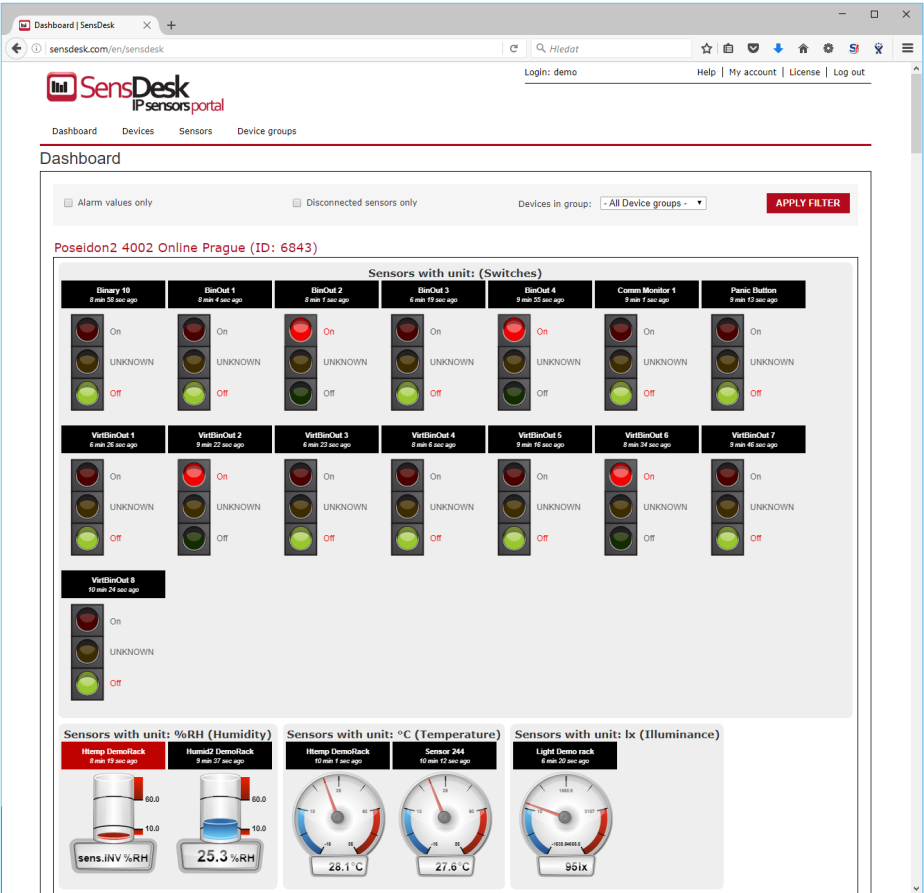 Dashboard | SensDesk
sensdesk.com/en/sensdesk
Hledat
Login: demo
Help | My account | License | Log out
SensDesk
IP sensors portal
Dashboard Devices Sensors Device groups
Dashboard
Alarm values only Disconnected sensors only Devices in group: - All Device groups - APPLY FILTER
Poseidon2 4002 Online Prague (ID: 6843)
Sensors with unit: (Switches)
Binary 10 BinOut 1 BinOut 2 BinOut 3 BinOut 4 Comm Monitor 1 Panic Button
8 min 58 sec ago 8 min 4 sec ago 8 min 1 sec ago 6 min 19 sec ago 9 min 55 sec ago 9 min 1 sec ago 9 min 13 sec ago
On On On On On On On
UNKNOWN UNKNOWN UNKNOWN UNKNOWN UNKNOWN UNKNOWN UNKNOWN
Off Off Off Off Off Off Off
VirtBinOut 1 VirtBinOut 2 VirtBinOut 3 VirtBinOut 4 VirtBinOut 5 VirtBinOut 6 VirtBinOut 7
6 min 26 sec ago 9 min 22 sec ago 6 min 23 sec ago 8 min 6 sec ago 9 min 16 sec ago 8 min 34 sec ago 9 min 46 sec ago
On On On On On On On
UNKNOWN UNKNOWN UNKNOWN UNKNOWN UNKNOWN UNKNOWN UNKNOWN
Off Off Off Off Off Off Off
VirtBinOut 8
10 min 24 sec ago
On
UNKNOWN
Off
Sensors with unit: %RH (Humidity) Sensors with unit: °C (Temperature) Sensors with unit: lx (Illuminance)
Htemp DemoRack Humid2 DemoRack Htemp DemoRack Sensor 244 Light Demo rack
8 min 19 sec ago 9 min 37 sec ago 10 min 1 sec ago 10 min 12 sec ago 6 min 20 sec ago
60.0 60.0
10.0 10.0
sens.INV %RH 25.3 %RH 28.1°C 27.6°C 95lx